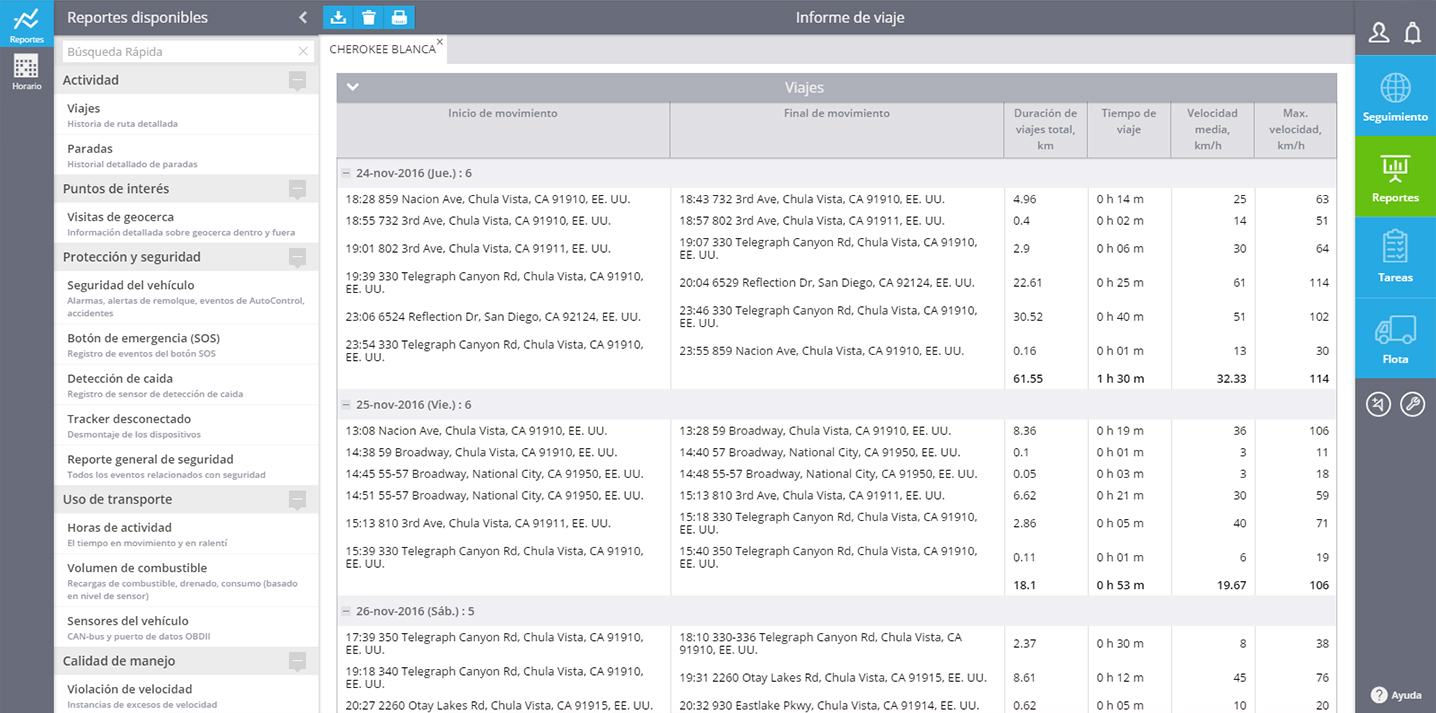 Reportes
Horario
Reportes disponibles
Búsqueda Rápida
Actividad
Viajes
Historia de ruta detallada
Paradas
Historial detallado de paradas
Puntos de interés
Visitas de geocerca
Información detallada sobre geocerca dentro y fuera
Protección y seguridad
Seguridad del vehículo
Alarmas, alertas de remolque, eventos de AutoControl,
accidentes
Botón de emergencia (SOS)
Registro de eventos del botón SOS
Detección de caida
Registro de sensor de detección de caida
Tracker desconectado
Desmontaje de los dispositivos
Reporte general de seguridad
Todos los eventos relacionados con seguridad
Uso de transporte
Horas de actividad
El tiempo en movimiento y en ralentí
Volumen de combustible
Recargas de combustible, drenado, consumo (basado
en nivel de sensor)
Sensores del vehículo
CAN-bus y puerto de datos OBDII
Calidad de manejo
Violación de velocidad
Instancias de excesos de velocidad
Informe de viaje
CHEROKEE BLANCA
Viajes
Inicio de movimiento
Final de movimiento
Duración de
viajes total,
km
Tiempo de
viaje
Velocidad
media,
km/h
Max.
velocidad,
km/h
24-nov-2016 (Jue.) : 6
18:28 859 Nacion Ave, Chula Vista, CA 91910, EE. UU.
18:43 732 3rd Ave, Chula Vista, CA 91910, EE. UU.
4.96
0 h 14 m
25
63
18:55 732 3rd Ave, Chula Vista, CA 91910, EE. UU.
18:57 802 3rd Ave, Chula Vista, CA 91911, EE. UU.
0.4
0 h 02 m
14
51
19:01 802 3rd Ave, Chula Vista, CA 91911, EE. UU.
19:07 330 Telegraph Canyon Rd, Chula Vista, CA 91910,
EE. UU.
2.9
0 h 06 m
30
64
19:39 330 Telegraph Canyon Rd, Chula Vista, CA 91910,
EE. UU.
20:04 6529 Reflection Dr, San Diego, CA 92124, EE. UU.
22.61
0 h 25 m
61
114
23:06 6524 Reflection Dr, San Diego, CA 92124, EE. UU.
23:46 330 Telegraph Canyon Rd, Chula Vista, CA 91910,
EE. UU.
30.52
0 h 40 m
51
102
23:54 330 Telegraph Canyon Rd, Chula Vista, CA 91910,
EE. UU.
23:55 859 Nacion Ave, Chula Vista, CA 91910, EE. UU.
0.16
0 h 01 m
13
30
61.55
1 h 30 m
32.33
114
25-nov-2016 (Vie.) : 6
13:08 Nacion Ave, Chula Vista, CA 91910, EE. UU.
13:28 59 Broadway, Chula Vista, CA 91910, EE. UU.
8.36
0 h 19 m
36
106
14:38 59 Broadway, Chula Vista, CA 91910, EE. UU.
14:40 57 Broadway, National City, CA 91950, EE. UU.
0.1
0 h 01 m
3
11
14:45 55-57 Broadway, National City, CA 91950, EE. UU.
14:48 55-57 Broadway, National City, CA 91950, EE. UU.
0.05
0 h 03 m
3
18
14:51 55-57 Broadway, National City, CA 91950, EE. UU.
15:13 810 3rd Ave, Chula Vista, CA 91911, EE. UU.
6.62
0 h 21 m
30
59
15:13 810 3rd Ave, Chula Vista, CA 91911, EE. UU.
15:18 330 Telegraph Canyon Rd, Chula Vista, CA 91910,
EE. UU.
2.86
0 h 05 m
40
71
15:39 330 Telegraph Canyon Rd, Chula Vista, CA 91910,
EE. UU.
15:40 350 Telegraph Canyon Rd, Chula Vista, CA 91910,
EE. UU.
0.11
0 h 01 m
6
19
18.1
0 h 53 m
19.67
106
26-nov-2016 (Sáb.) : 5
17:39 350 Telegraph Canyon Rd, Chula Vista, CA 91910,
EE. UU.
18:10 330-336 Telegraph Canyon Rd, Chula Vista, CA
91910, EE. UU.
2.37
0 h 30 m
8
38
19:18 340 Telegraph Canyon Rd, Chula Vista, CA 91910,
EE. UU.
19:31 2260 Otay Lakes Rd, Chula Vista, CA 91915, EE. UU.
8.61
0 h 12 m
45
76
20:27 2260 Otay Lakes Rd, Chula Vista, CA 91915, EE. UU.
20:32 930 Eastlake Pkwy, Chula Vista, CA 91914, EE. UU.
0.62
0 h 05 m
10
20
Seguimiento
Reportes
Tareas
Flota
? Ayuda